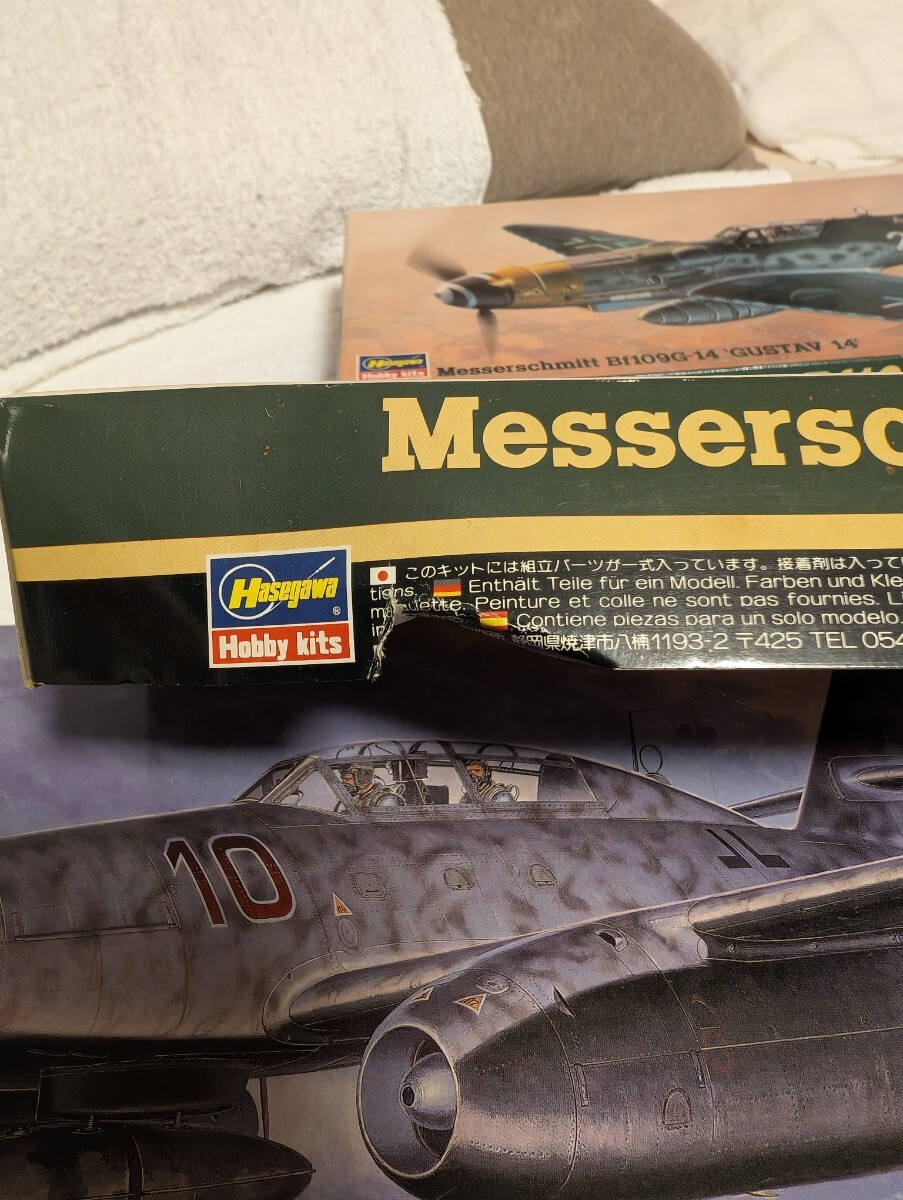 Hasegawa
Hobby kits
Messerschmitt Bf109G-14 'GUSTAV 14'
Messersc
Hasegawa®
Hobby kits
このキットには組立パーツが一式入っています。接着剤は入って
tions. Enthält Teile für ein Modell. Farben und Kle
maquette. Peinture et colle ne sont pas fournies. L'
in Contiene piezas para un solo modelo.
静岡県焼津市八楠1193-2 〒425 TEL 054
10